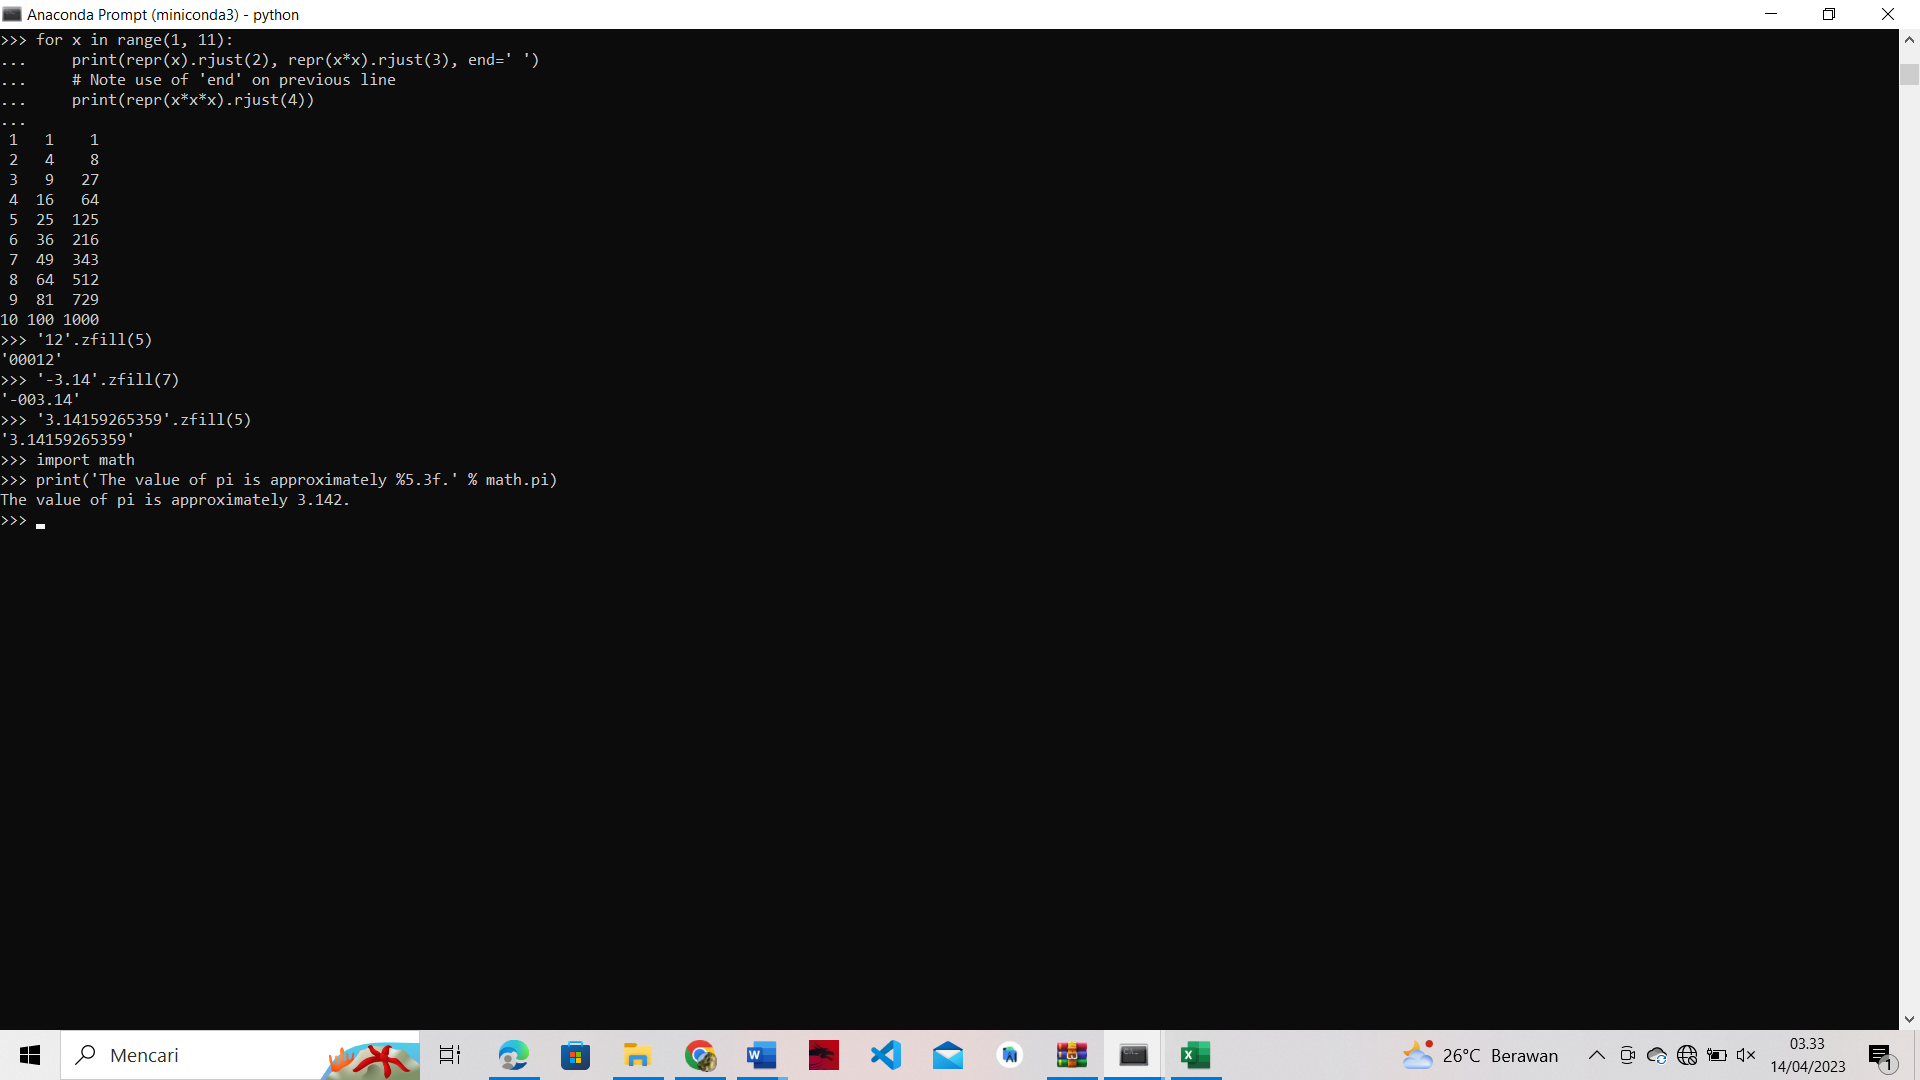 Anaconda Prompt (miniconda3) - python
>>> for x in range(1, 11):
...     print(repr(x).rjust(2), repr(x*x).rjust(3), end=' ')
...     # Note use of 'end' on previous line
...     print(repr(x*x*x).rjust(4))
...
 1   1    1
 2   4    8
 3   9   27
 4  16   64
 5  25  125
 6  36  216
 7  49  343
 8  64  512
 9  81  729
10 100 1000
>>> '12'.zfill(5)
'00012'
>>> '-3.14'.zfill(7)
'-003.14'
>>> '3.14159265359'.zfill(5)
'3.14159265359'
>>> import math
>>> print('The value of pi is approximately %5.3f.' % math.pi)
The value of pi is approximately 3.142.
>>>
Mencari
26°C Berawan
03.33
14/04/2023
1